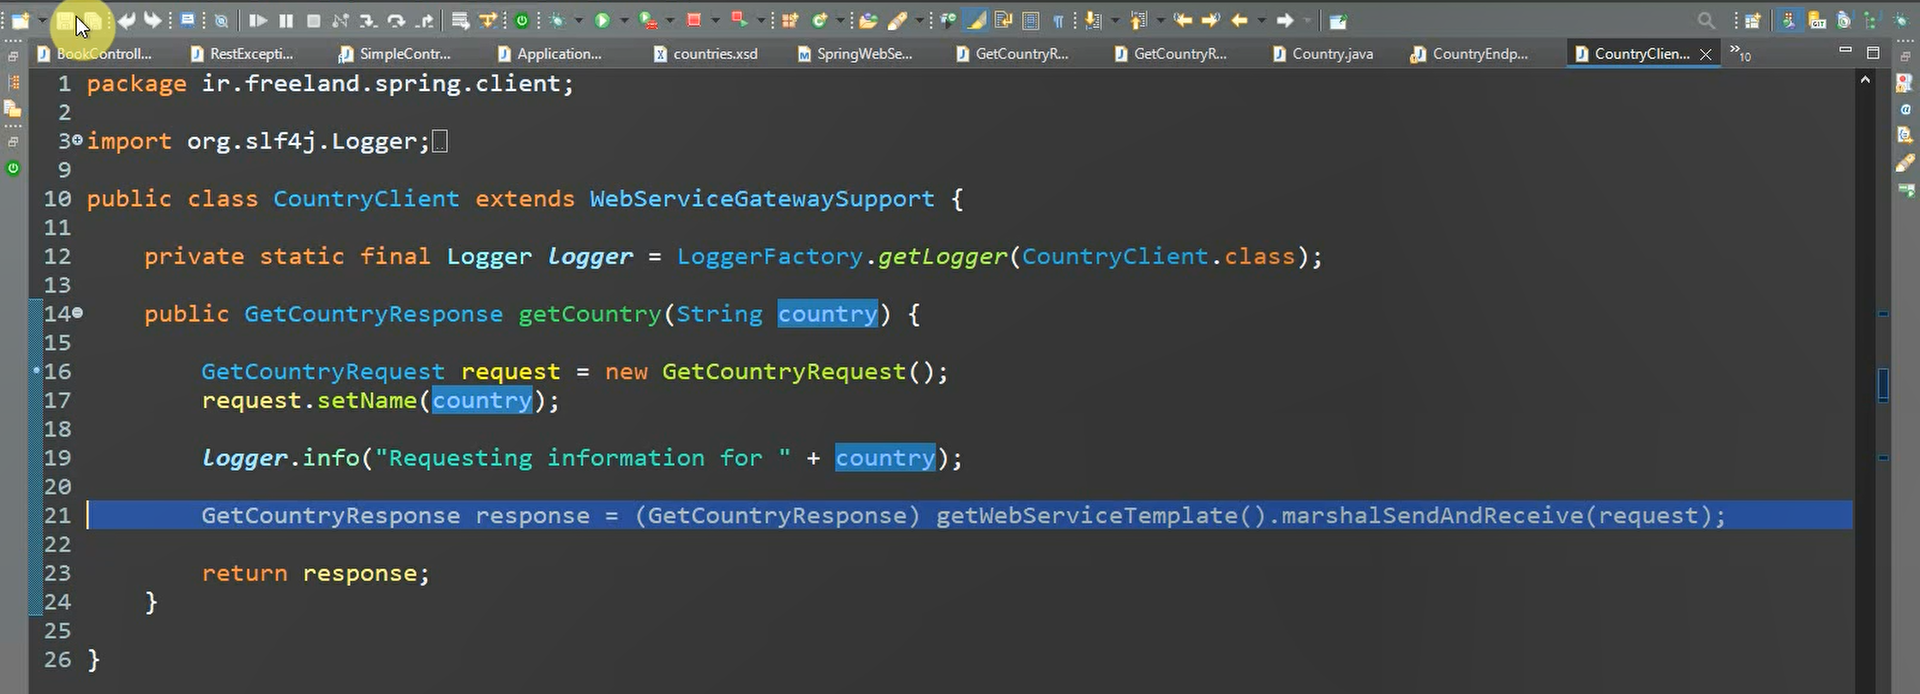 BookControll... RestExcepti... SimpleContr... Application... countries.xsd SpringWebSe... GetCountryR... GetCountryR... Country.java CountryEndp... CountryClien... »10
1 package ir.freeland.spring.client;
2
3 import org.slf4j.Logger;
9
10 public class CountryClient extends WebServiceGatewaySupport {
11
12 private static final Logger logger = LoggerFactory.getLogger(CountryClient.class);
13
14 public GetCountryResponse getCountry(String country) {
15
16 GetCountryRequest request = new GetCountryRequest();
17 request.setName(country);
18
19 logger.info("Requesting information for " + country);
20
21 GetCountryResponse response = (GetCountryResponse) getWebServiceTemplate().marshalSendAndReceive(request);
22
23 return response;
24 }
25
26 }